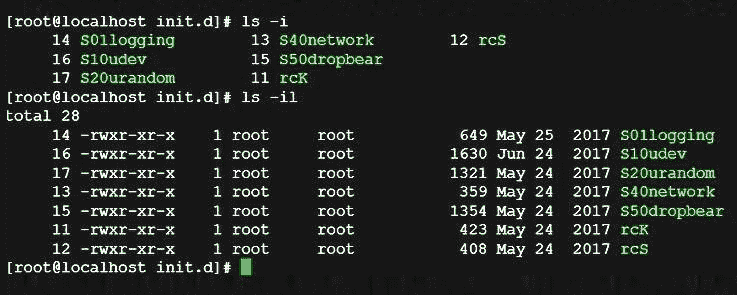 [root@localhost init.d]# ls -i
14 S01logging 13 S40network 12 rcS
16 S10udev 15 S50dropbear
17 S20urandom 11 rcK
[root@localhost init.d]# ls -il
total 28
14 -rwxr-xr-x 1 root root 649 May 25 2017 S01logging
16 -rwxr-xr-x 1 root root 1630 Jun 24 2017 S10udev
17 -rwxr-xr-x 1 root root 1321 May 24 2017 S20urandom
13 -rwxr-xr-x 1 root root 359 May 24 2017 S40network
15 -rwxr-xr-x 1 root root 1354 May 24 2017 S50dropbear
11 -rwxr-xr-x 1 root root 423 May 24 2017 rcK
12 -rwxr-xr-x 1 root root 408 May 24 2017 rcS
[root@localhost init.d]#